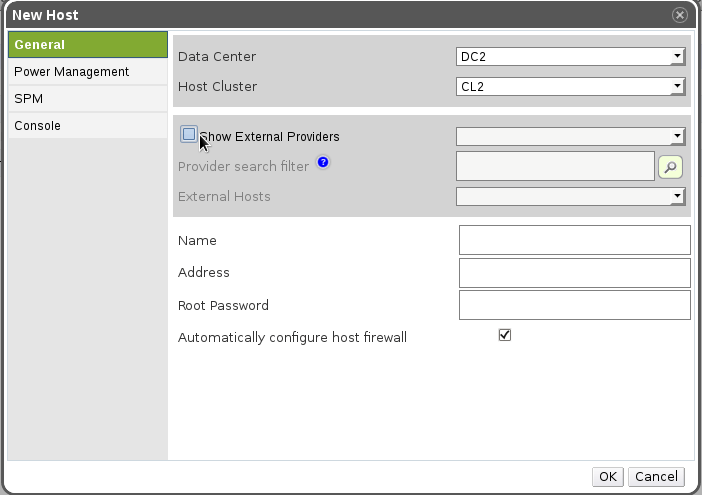 New Host
General
Power Management
SPM
Console
Data Center DC2
Host Cluster CL2
Show External Providers
Provider search filter ?
External Hosts
Name
Address
Root Password
Automatically configure host firewall
OK Cancel